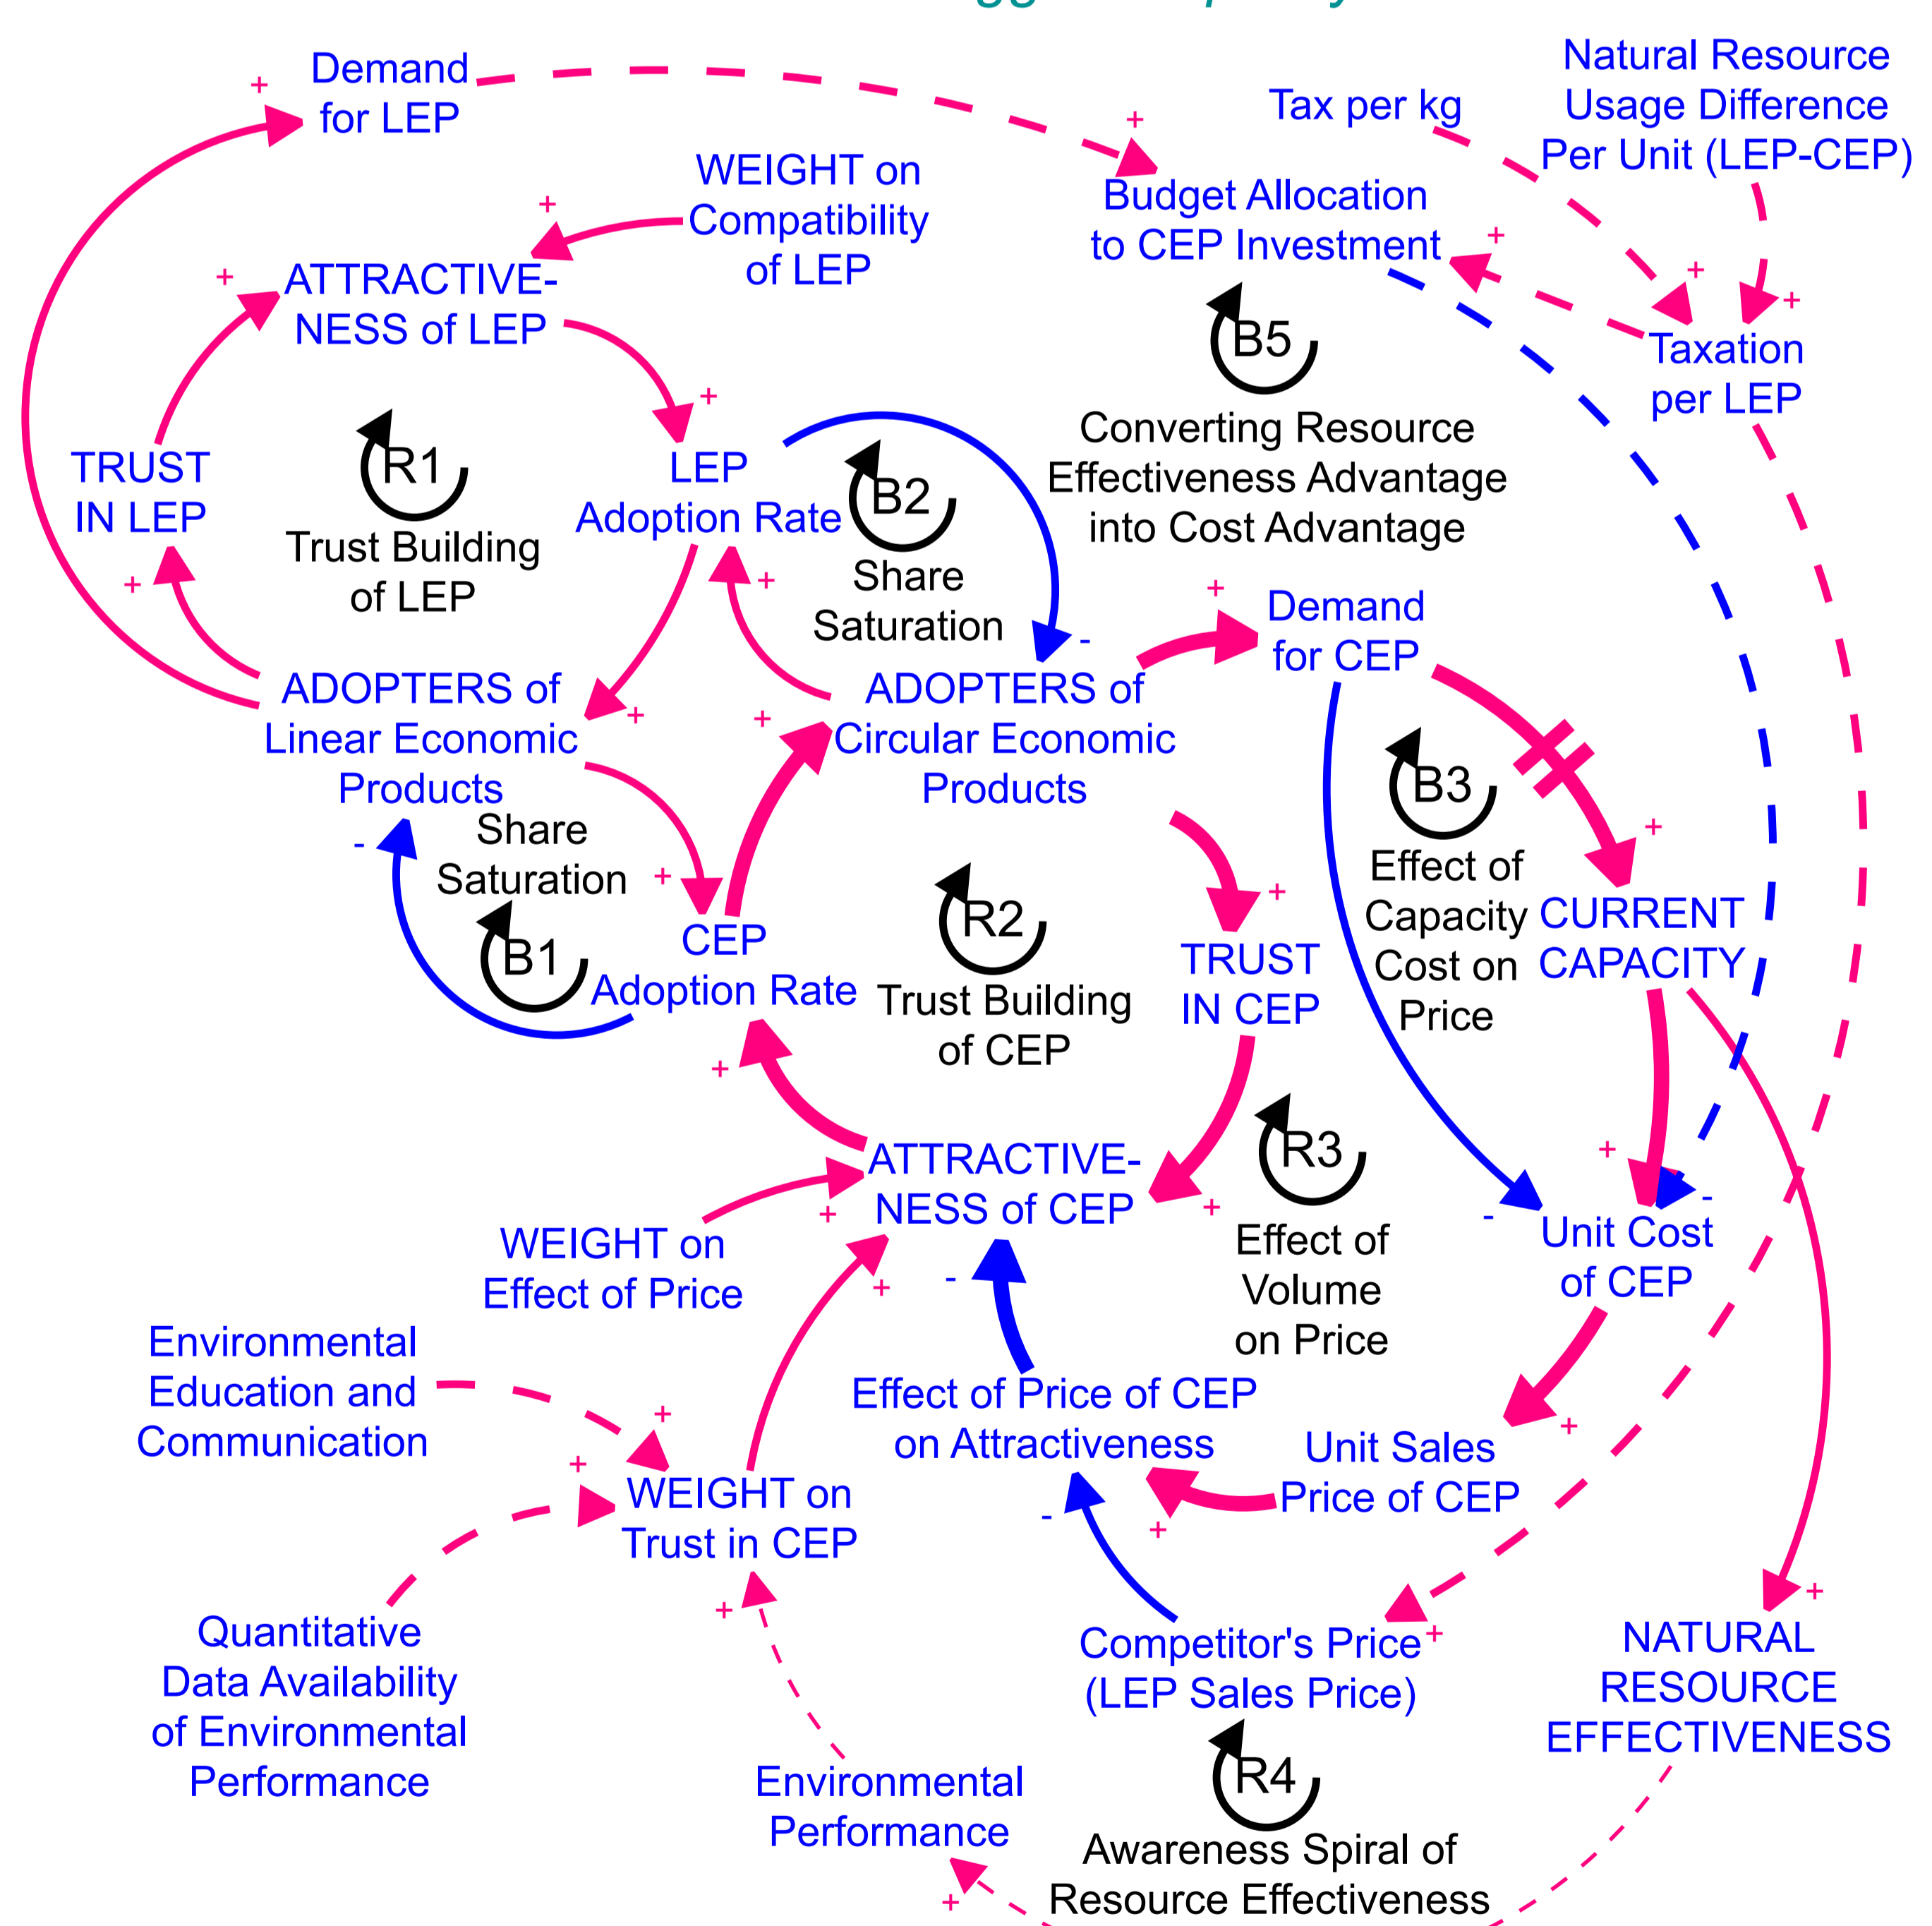 Demand
for LEP
Tax per kg
Natural Resource
Usage Difference
Per Unit (LEP-CEP)
WEIGHT on
Compatibility
of LEP
Budget Allocation
to CEP Investment
ATTRACTIVE-
NESS of LEP
B5
Converting Resource
Effectiveness Advantage
into Cost Advantage
Taxation
per LEP
TRUST
IN LEP
R1
Trust Building
of LEP
LEP
Adoption Rate
B2
Share
Saturation
Demand
for CEP
ADOPTERS of
Linear Economic
Products
ADOPTERS of
Circular Economic
Products
B3
Effect of
Capacity
Cost on
Price
CURRENT
CAPACITY
Share
Saturation
B1
CEP
Adoption Rate
R2
Trust Building
of CEP
TRUST
IN CEP
ATTRACTIVE-
NESS of CEP
R3
Effect of
Volume
on Price
Unit Cost
of CEP
WEIGHT on
Effect of Price
Environmental
Education and
Communication
Effect of Price of CEP
on Attractiveness
Unit Sales
Price of CEP
WEIGHT on
Trust in CEP
Quantitative
Data Availability
of Environmental
Performance
Competitor's Price
(LEP Sales Price)
NATURAL
RESOURCE
EFFECTIVENESS
Environmental
Performance
R4
Awareness Spiral of
Resource Effectiveness